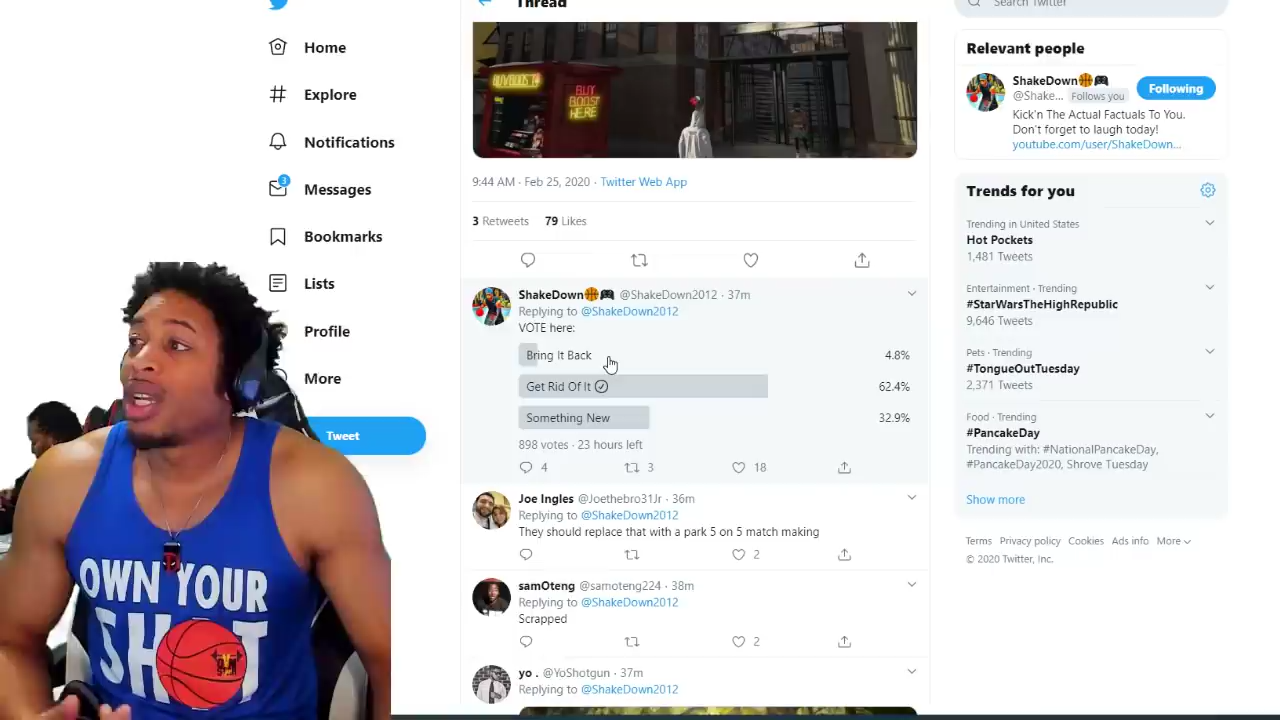 Thread
Search Twitter
Home
Explore
Notifications
3
Messages
Bookmarks
Lists
Profile
More
Tweet
BUY BOOST
BUY
BOOST
HERE
9:44 AM · Feb 25, 2020 · Twitter Web App
3 Retweets 79 Likes
ShakeDown🏀🎮 @ShakeDown2012 · 37m
Replying to @ShakeDown2012
VOTE here:
Bring It Back 4.8%
Get Rid Of It 62.4%
Something New 32.9%
898 votes · 23 hours left
4 3 18
Joe Ingles @Joethebro31Jr · 36m
Replying to @ShakeDown2012
They should replace that with a park 5 on 5 match making
2
samOteng @samoteng224 · 38m
Replying to @ShakeDown2012
Scrapped
2
yo . @YoShotgun · 37m
Replying to @ShakeDown2012
Relevant people
ShakeDown🏀🎮
@Shake... Follows you
Following
Kick'n The Actual Factuals To You.
Don't forget to laugh today!
youtube.com/user/ShakeDown...
Trends for you
Trending in United States
Hot Pockets
1,481 Tweets
Entertainment · Trending
#StarWarsTheHighRepublic
9,646 Tweets
Pets · Trending
#TongueOutTuesday
2,371 Tweets
Food · Trending
#PancakeDay
Trending with: #NationalPancakeDay,
#PancakeDay2020, Shrove Tuesday
Show more
Terms Privacy policy Cookies Ads info More
© 2020 Twitter, Inc.
OWN YOUR
SHOT